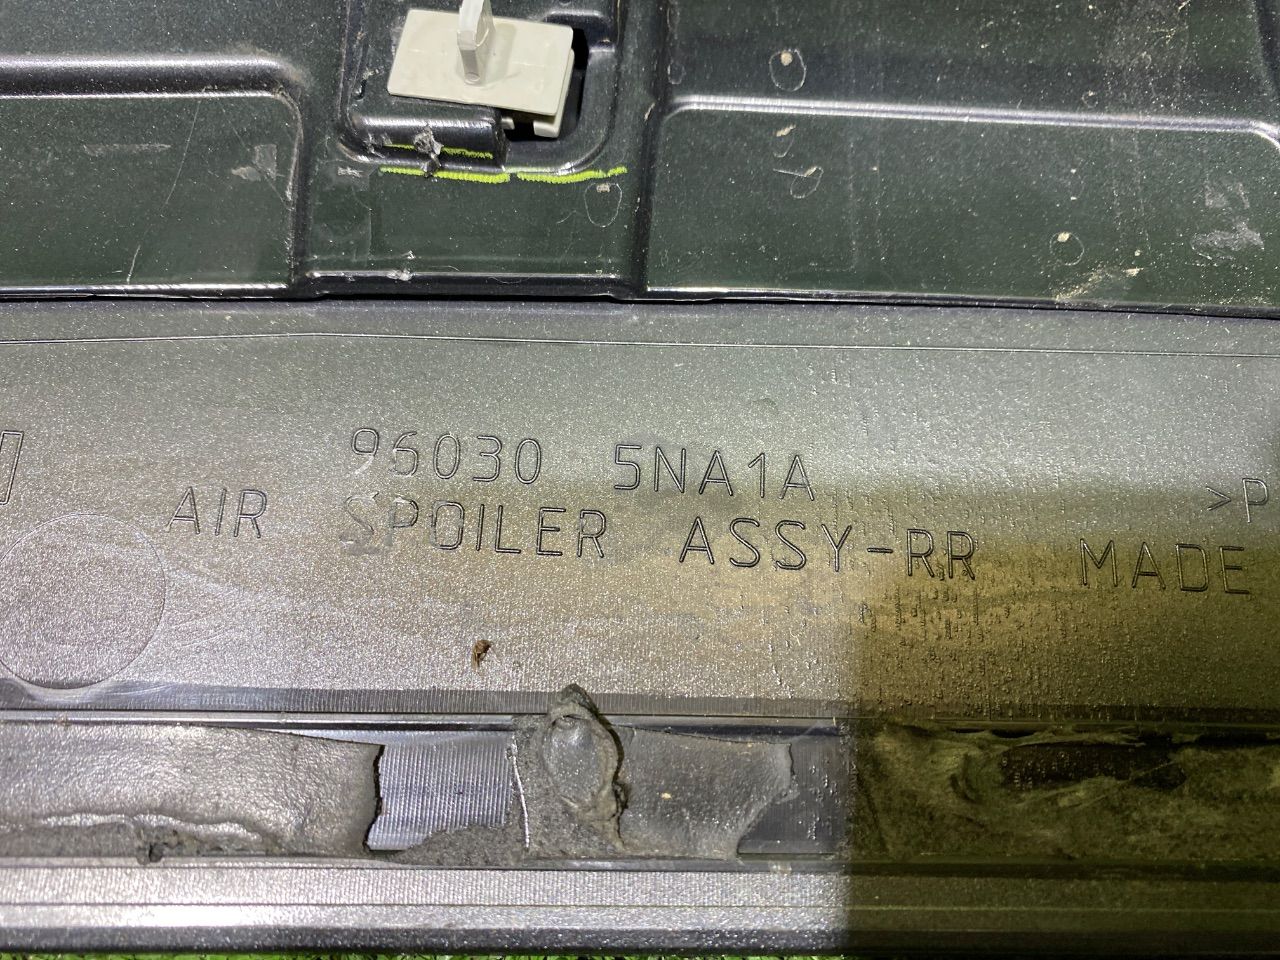 96030 5NA1A >P
AIR SPOILER ASSY-RR MADE